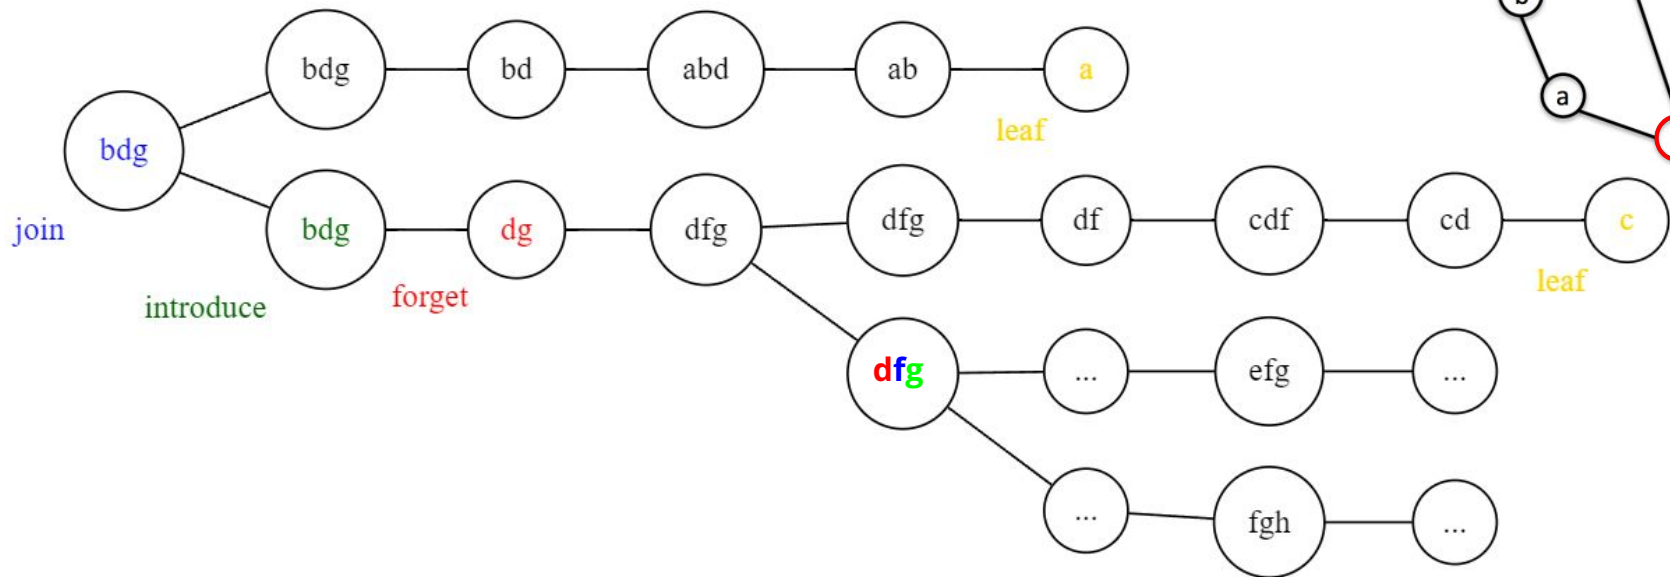 b
bdg
bd
abd
ab
a
a
leaf
bdg
join
bdg
dg
dfg
dfg
df
cdf
cd
c
introduce
forget
leaf
dfg
...
efg
...
...
fgh
...